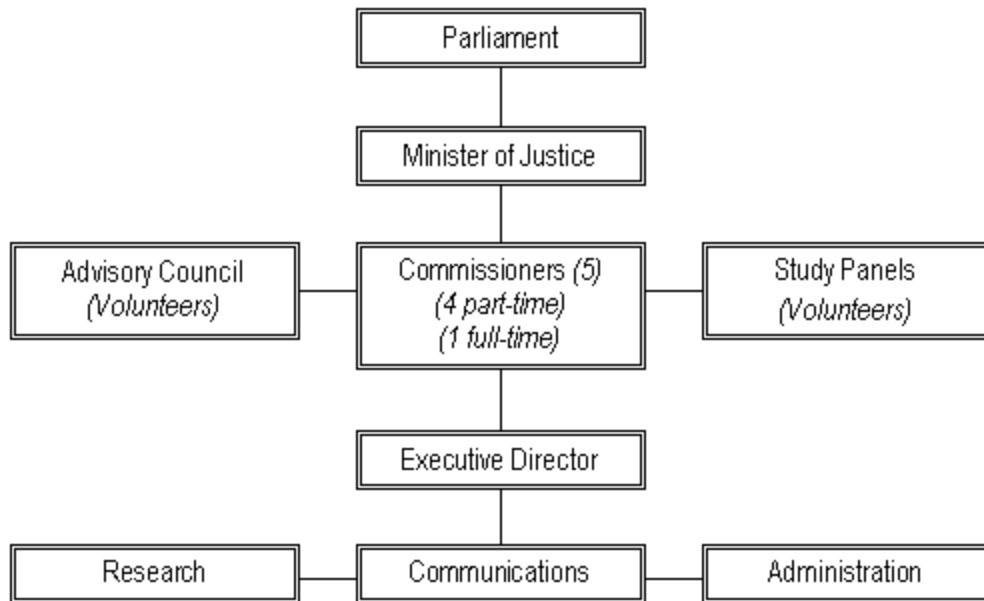 Parliament
Minister of Justice
Advisory Council
(Volunteers)
Commissioners (5)
(4 part-time)
(1 full-time)
Study Panels
(Volunteers)
Executive Director
Research
Communications
Administration